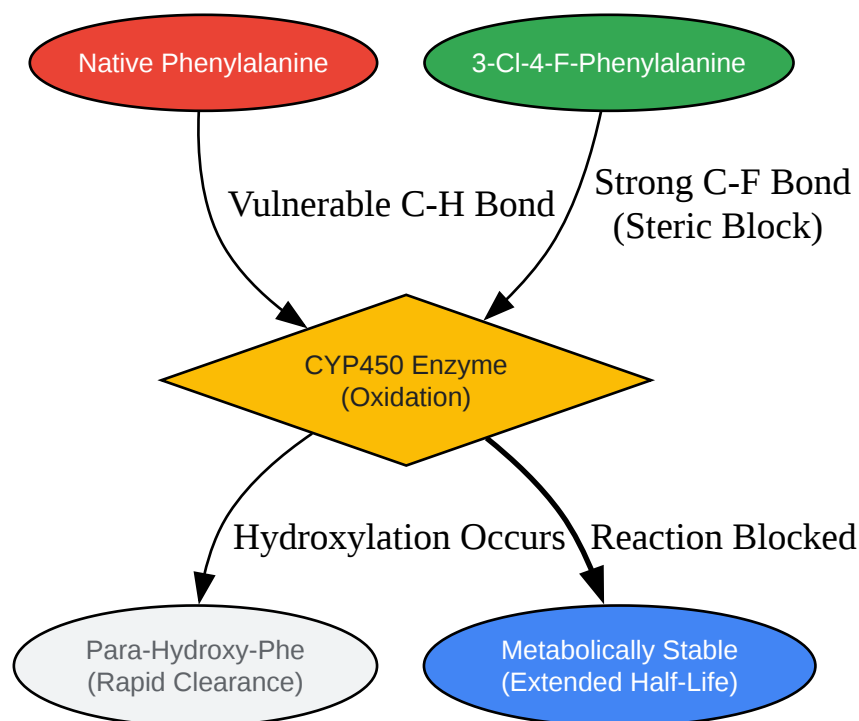 Native Phenylalanine
3-Cl-4-F-Phenylalanine
Vulnerable C-H Bond
Strong C-F Bond
(Steric Block)
CYP450 Enzyme
(Oxidation)
Hydroxylation Occurs
Reaction Blocked
Para-Hydroxy-Phe
(Rapid Clearance)
Metabolically Stable
(Extended Half-Life)